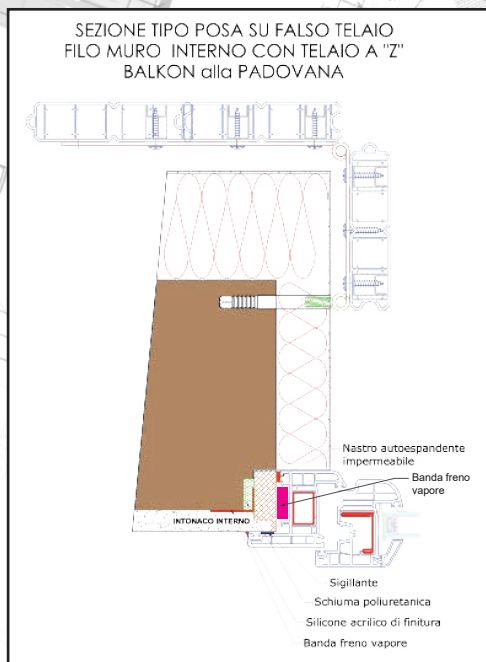 SEZIONE TIPO POSA SU FALSO TELAIO
FILO MURO INTERNO CON TELAIO A "Z"
BALKON alla PADOVANA
Nastro autoespandente
impermeabile
Banda freno
vapore
INTONACO INTERNO
Sigillante
Schiuma poliuretanica
Silicone acrilico di finitura
Banda freno vapore